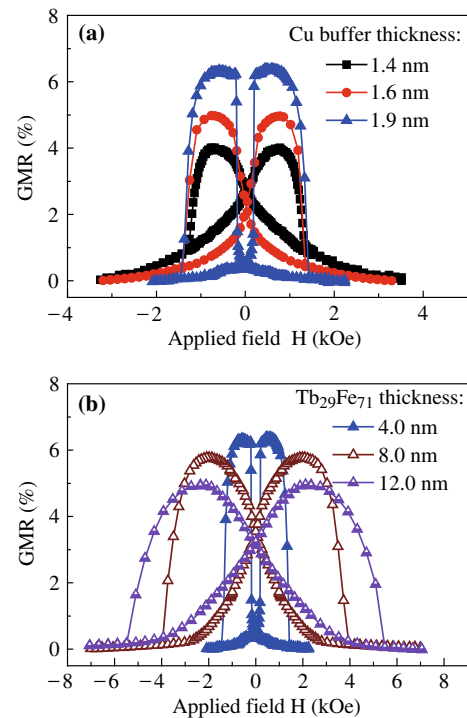 (a)
Cu buffer thickness:
1.4 nm
1.6 nm
1.9 nm
GMR (%)
8
6
4
2
0
−4 −2 0 2 4
Applied field H (kOe)
(b)
Tb₂₉Fe₇₁ thickness:
4.0 nm
8.0 nm
12.0 nm
GMR (%)
8
6
4
2
0
−8 −6 −4 −2 0 2 4 6 8
Applied field H (kOe)